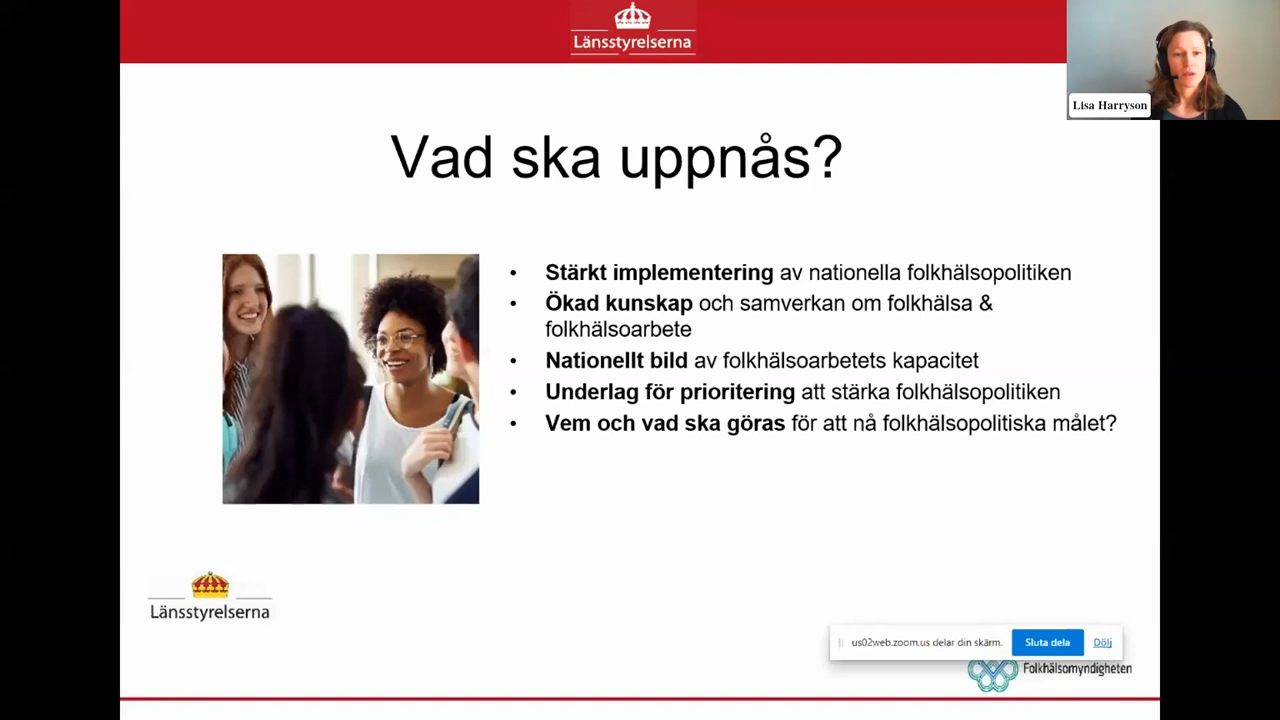 Länsstyrelserna
Lisa Harryson
Vad ska uppnås?
• Stärkt implementering av nationella folkhälsopolitiken
• Ökad kunskap och samverkan om folkhälsa &
folkhälsoarbete
• Nationellt bild av folkhälsoarbetets kapacitet
• Underlag för prioritering att stärka folkhälsopolitiken
• Vem och vad ska göras för att nå folkhälsopolitiska målet?
Länsstyrelserna
us02web.zoom.us delar din skärm.
Sluta dela
Dölj
Folkhälsomyndigheten